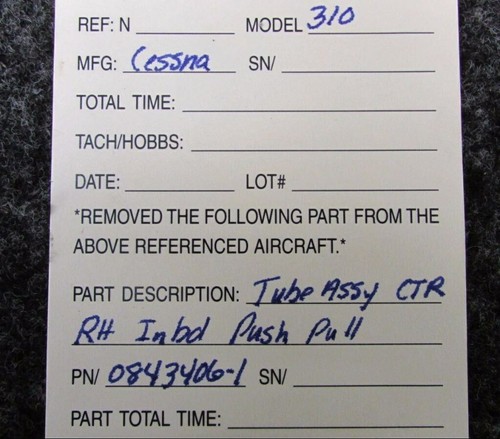 REF: N MODEL 310
MFG: Cessna SN/
TOTAL TIME:
TACH/HOBBS:
DATE: LOT#
*REMOVED THE FOLLOWING PART FROM THE
ABOVE REFERENCED AIRCRAFT.*
PART DESCRIPTION: Tube Assy CTR
RH Inbd Push Pull
PN/ 0843406-1 SN/
PART TOTAL TIME: